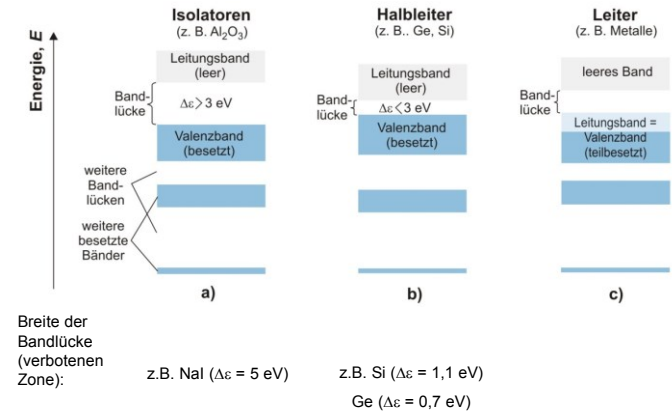 Energie, E
Isolatoren
(z. B. Al₂O₃)
Leitungsband
(leer)
Band-
lücke
Δε> 3 eV
Valenzband
(besetzt)
weitere
Band-
lücken
weitere
besetzte
Bänder
a)
Halbleiter
(z. B.. Ge, Si)
Leitungsband
(leer)
Band-
lücke
Δε<3 eV
Valenzband
(besetzt)
b)
Leiter
(z. B. Metalle)
leeres Band
Band-
lücke
Leitungsband =
Valenzband
(teilbesetzt)
c)
Breite der
Bandlücke
(verbotenen
Zone):
z.B. NaI (Δε = 5 eV)
z.B. Si (Δε = 1,1 eV)
Ge (Δε = 0,7 eV)